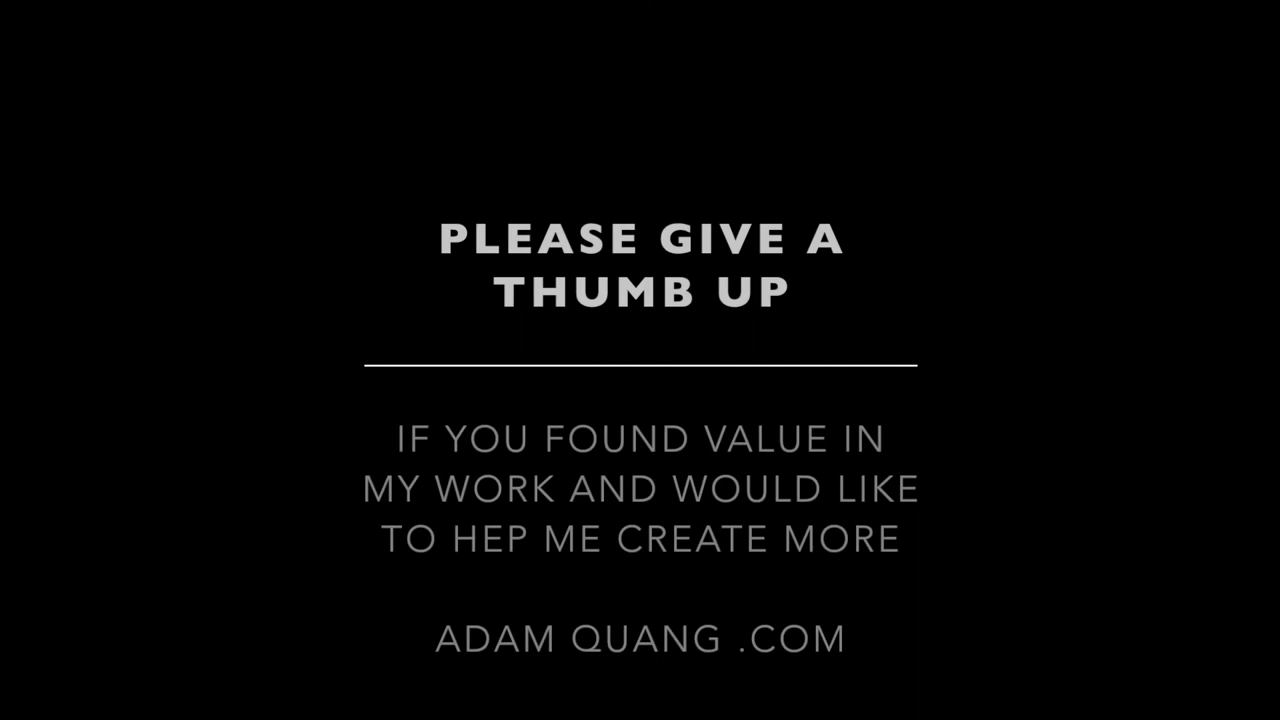 PLEASE GIVE A
THUMB UP
IF YOU FOUND VALUE IN
MY WORK AND WOULD LIKE
TO HEP ME CREATE MORE
ADAM QUANG .COM